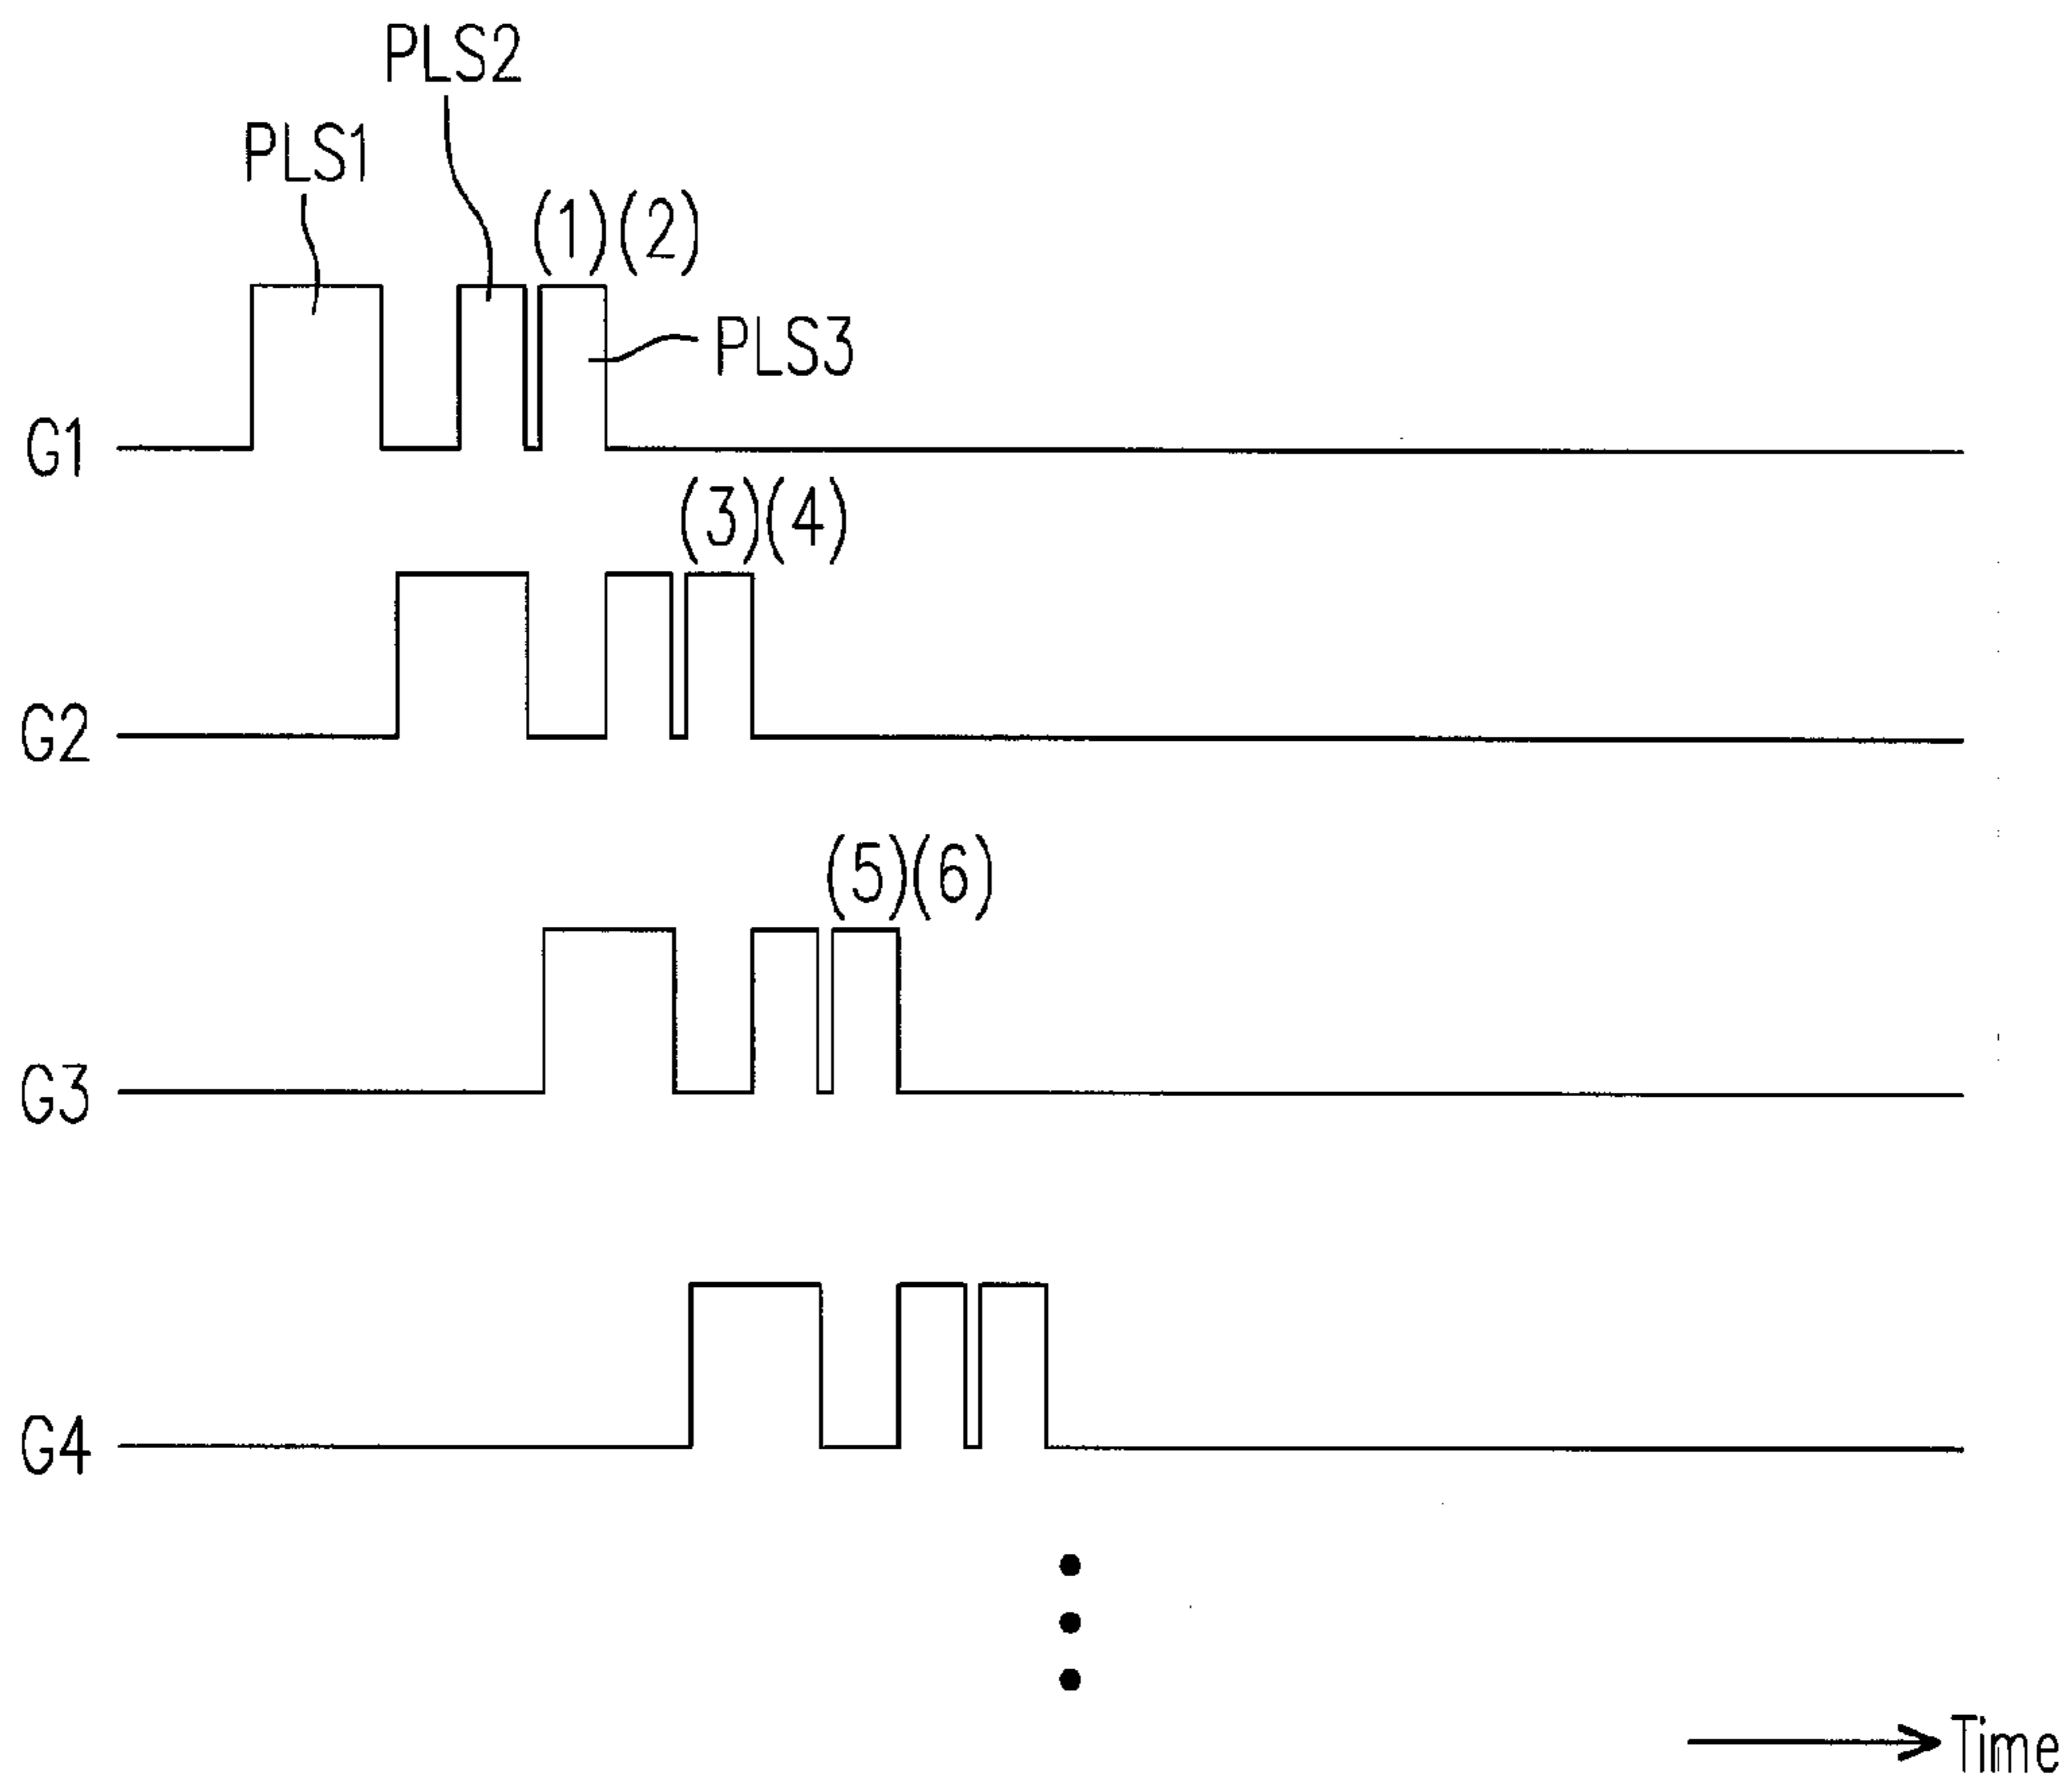 PLS2
PLS1
(1)(2)
PLS3
G1
(3)(4)
G2
(5)(6)
G3
G4
Time